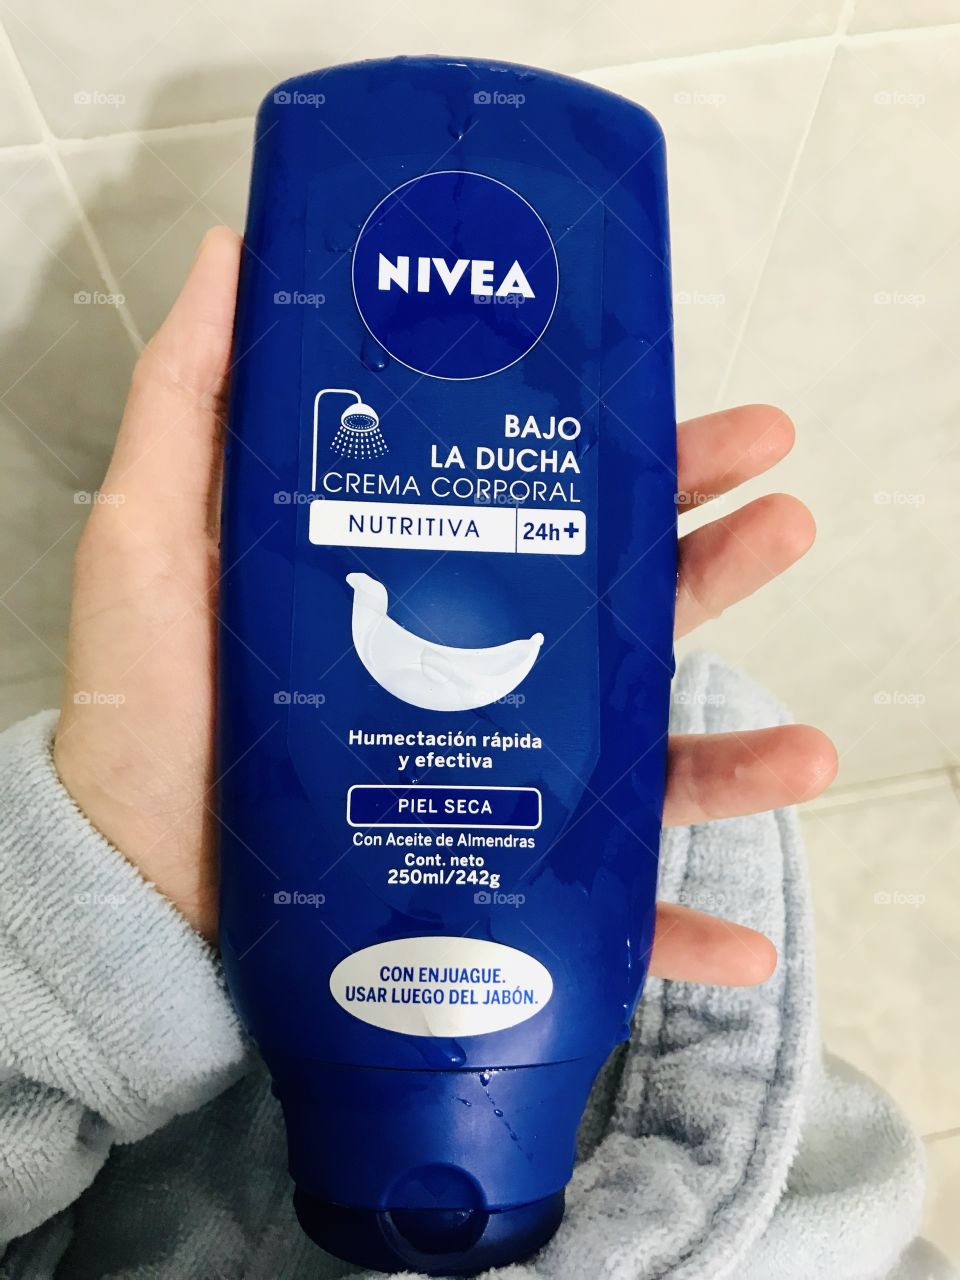 NIVEA
BAJO
LA DUCHA
CREMA CORPORAL
NUTRITIVA 24h+
Humectación rápida
y efectiva
PIEL SECA
Con Aceite de Almendras
Cont. neto
250ml/242g
CON ENJUAGUE.
USAR LUEGO DEL JABÓN.
foap